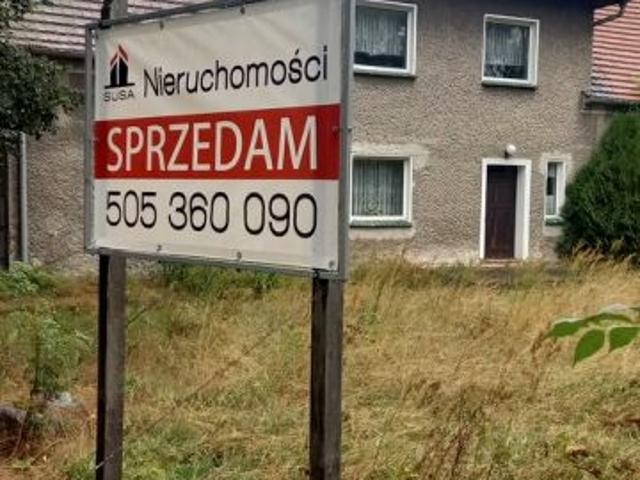 SUSA
Nieruchomości
SPRZEDAM
505 360 090